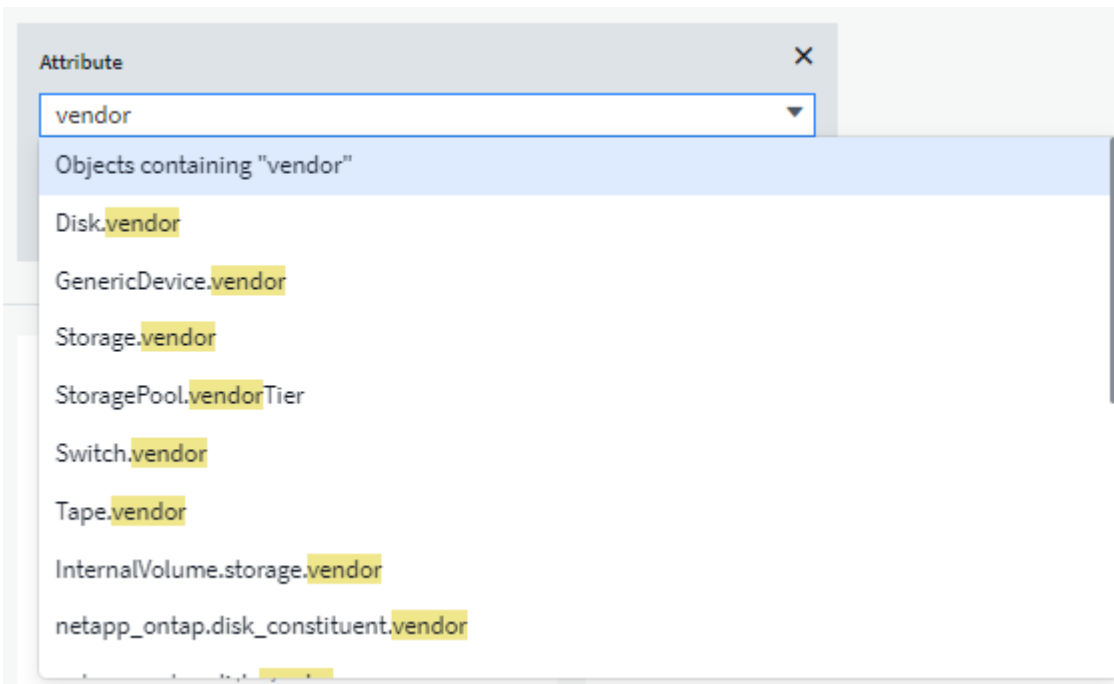 Attribute
vendor
Objects containing "vendor"
Disk.vendor
GenericDevice.vendor
Storage.vendor
StoragePool.vendorTier
Switch.vendor
Tape.vendor
InternalVolume.storage.vendor
netapp_ontap.disk_constituent.vendor